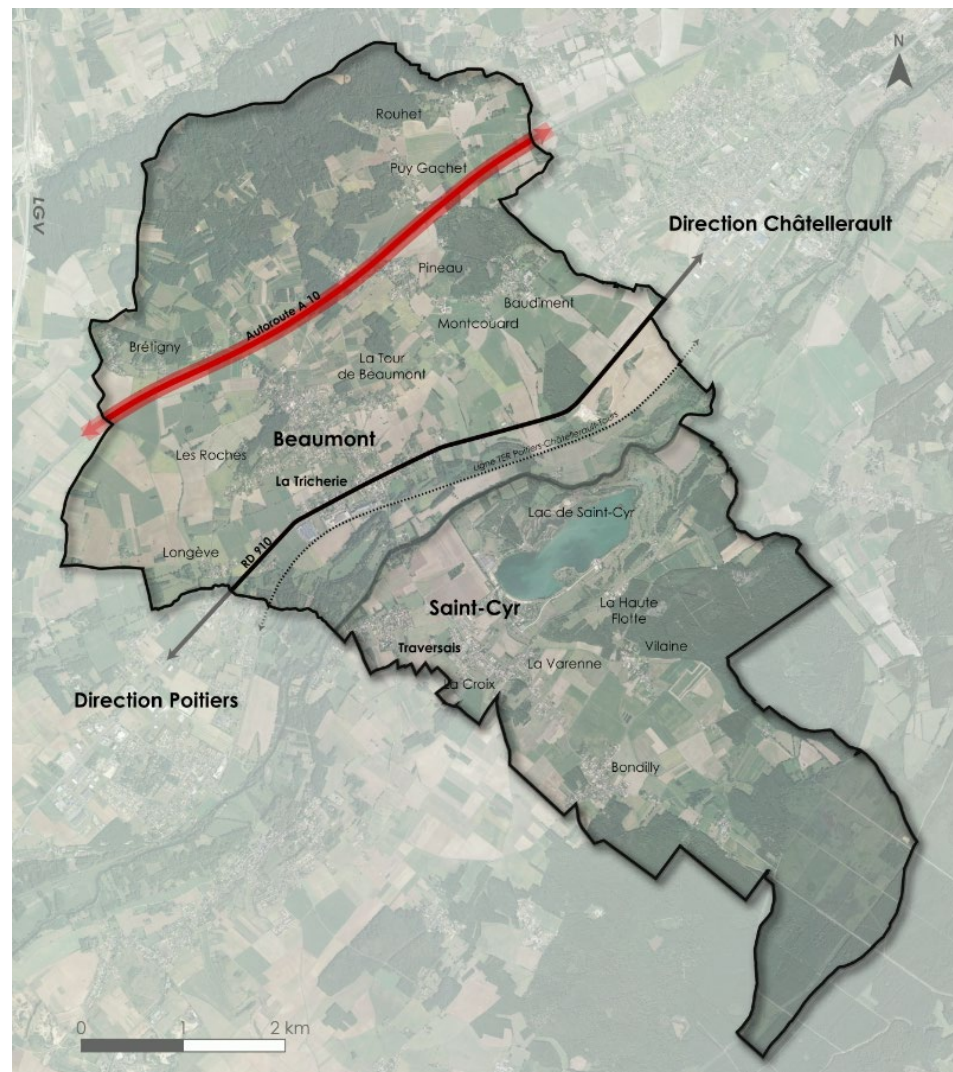 N
Rouhet
Puy Gachet
LGV
Direction Châtellerault
Pineau
Baudiment
Autoroute A 10
Montcouard
Brétigny
La Tour
de Beaumont
Beaumont
Ligne TER Poitiers-Châtellerault-Tours
Les Roches
La Tricherie
Lac de Saint-Cyr
RD 910
Longève
Saint-Cyr
La Haute
Flotte
Traversais
Vilaine
La Varenne
La Croix
Direction Poitiers
Bondilly
0 1 2 km